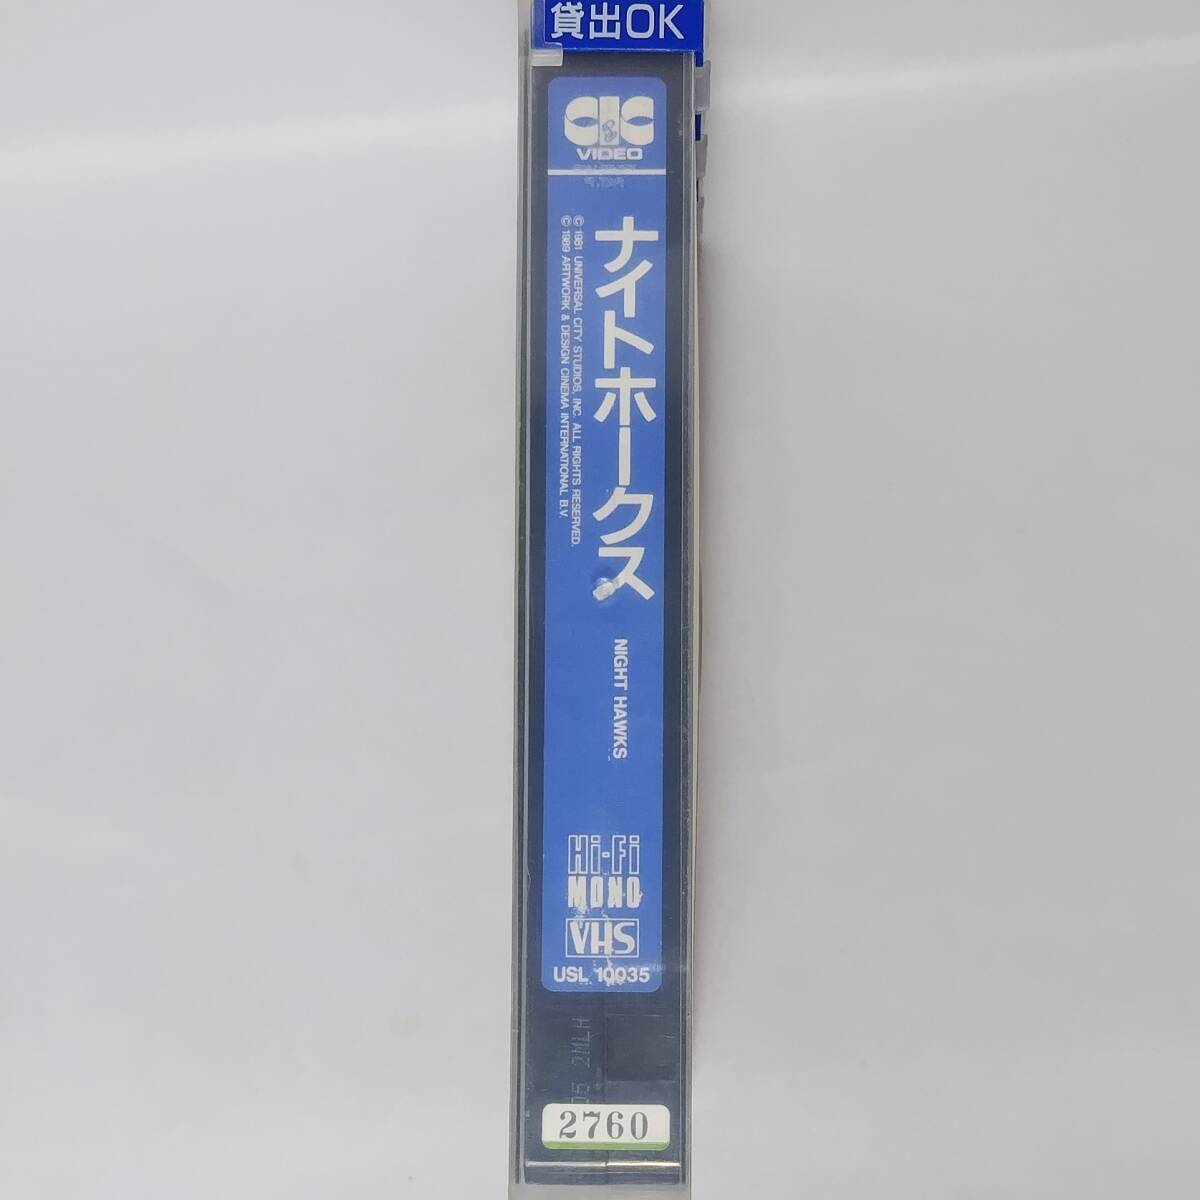 貸出OK
CIC
VIDEO
ナイトホークス
© 1981 UNIVERSAL CITY STUDIOS, INC. ALL RIGHTS RESERVED.
© 1989 ARTWORK & DESIGN CINEMA INTERNATIONAL B.V.
NIGHT HAWKS
Hi-Fi
MONO
VHS
USL 10035
2MLH
2760